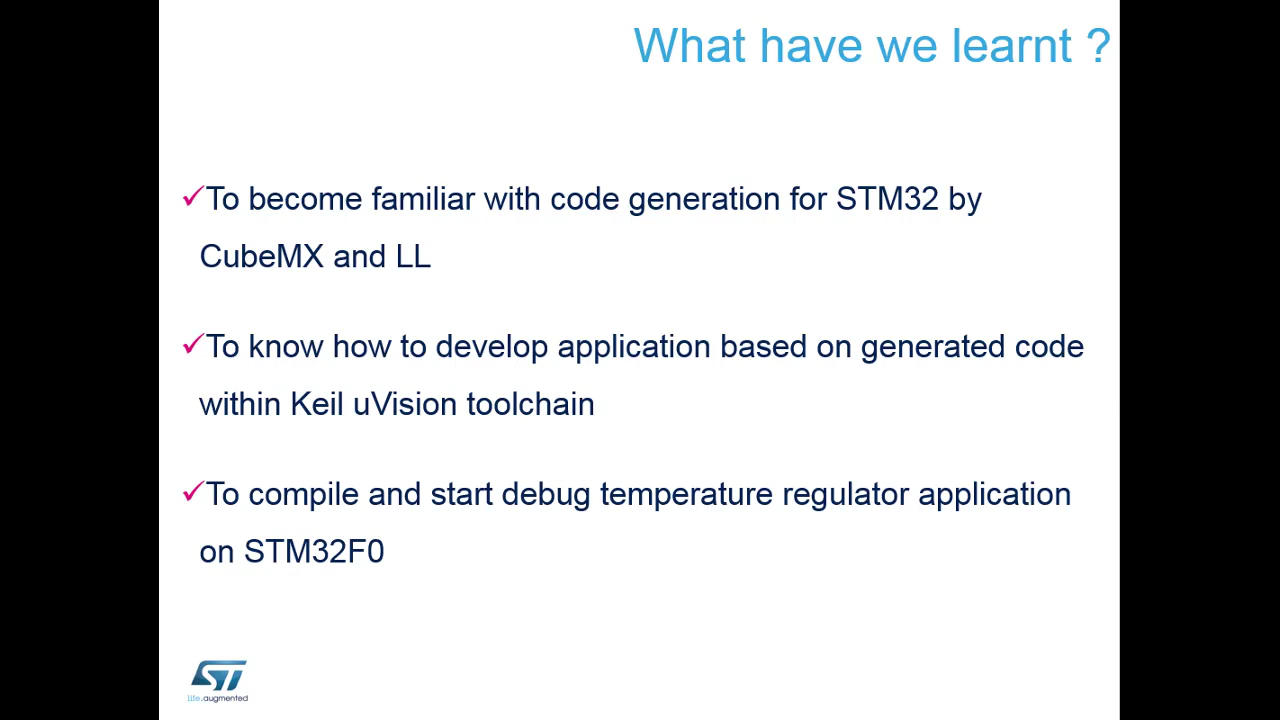 What have we learnt ?
✓To become familiar with code generation for STM32 by
CubeMX and LL
✓To know how to develop application based on generated code
within Keil uVision toolchain
✓To compile and start debug temperature regulator application
on STM32F0
ST
life.augmented